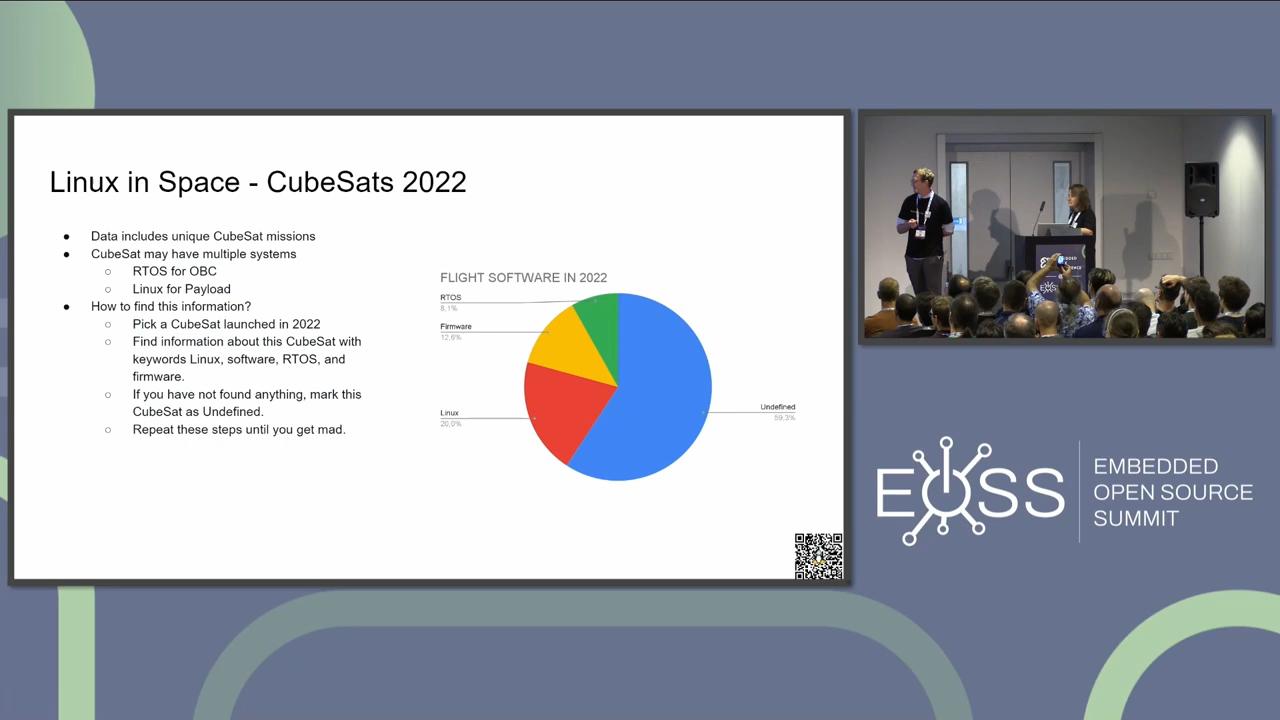 Linux in Space - CubeSats 2022
● Data includes unique CubeSat missions
● CubeSat may have multiple systems
○ RTOS for OBC
○ Linux for Payload
● How to find this information?
○ Pick a CubeSat launched in 2022
○ Find information about this CubeSat with
keywords Linux, software, RTOS, and
firmware.
○ If you have not found anything, mark this
CubeSat as Undefined.
○ Repeat these steps until you get mad.
FLIGHT SOFTWARE IN 2022
RTOS
8,1%
Firmware
12,6%
Linux
20,0%
Undefined
59,3%
EOSS
EMBEDDED
OPEN SOURCE
SUMMIT